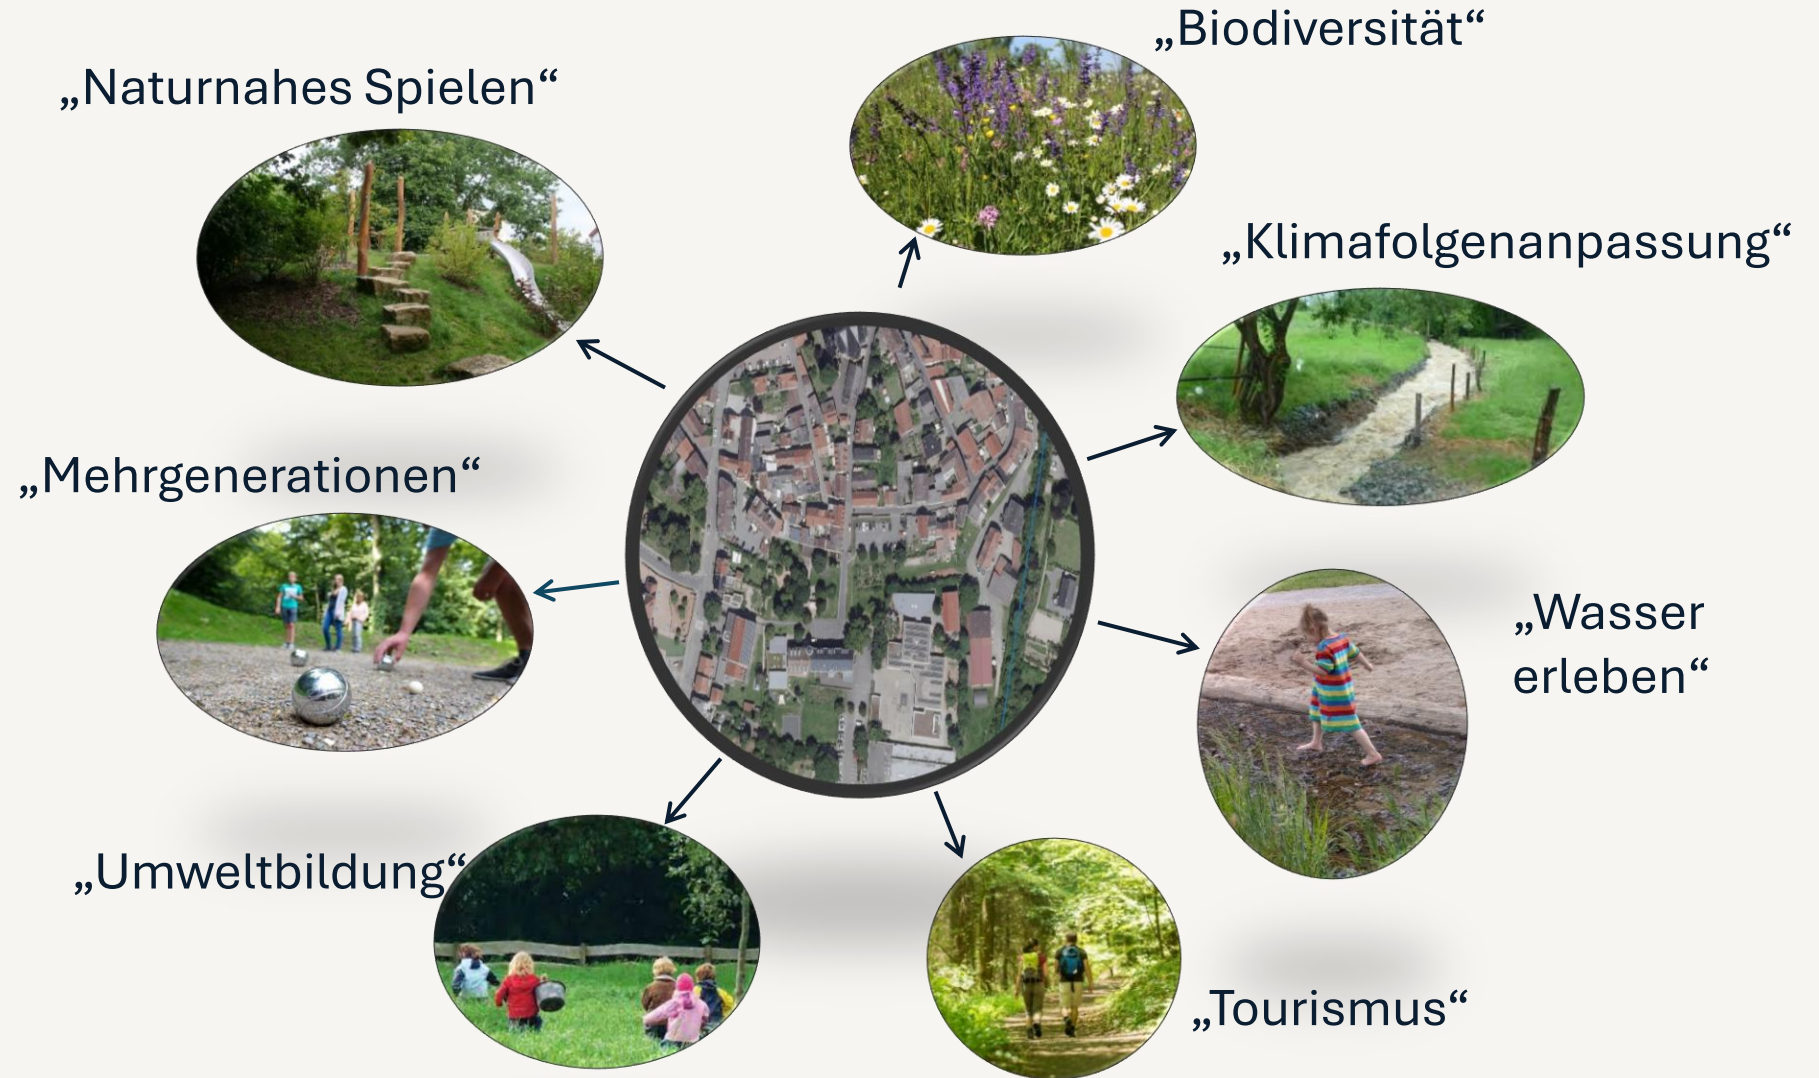 „Biodiversität“
„Naturnahes Spielen“
„Klimafolgenanpassung“
„Mehrgenerationen“
„Wasser
erleben“
„Umweltbildung“
„Tourismus“